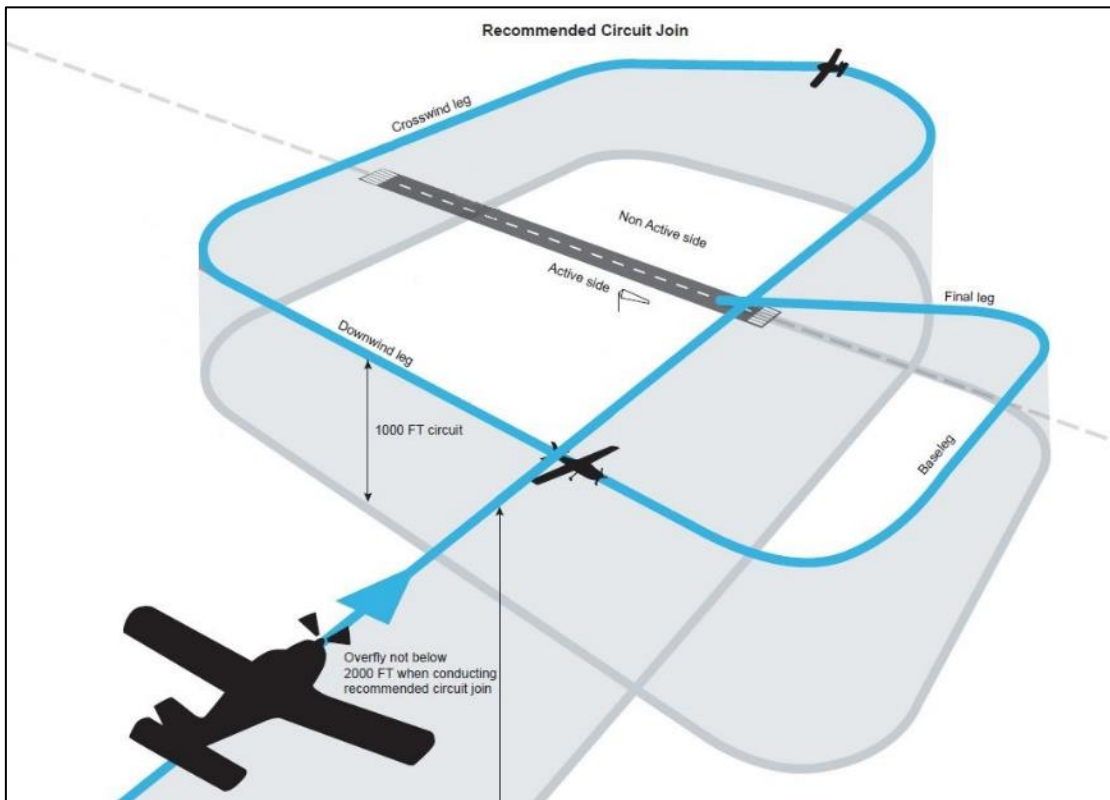 Recommended Circuit Join
Crosswind leg
Non Active side
Active side
Final leg
Downwind leg
1000 FT circuit
Baseleg
Overfly not below
2000 FT when conducting
recommended circuit join